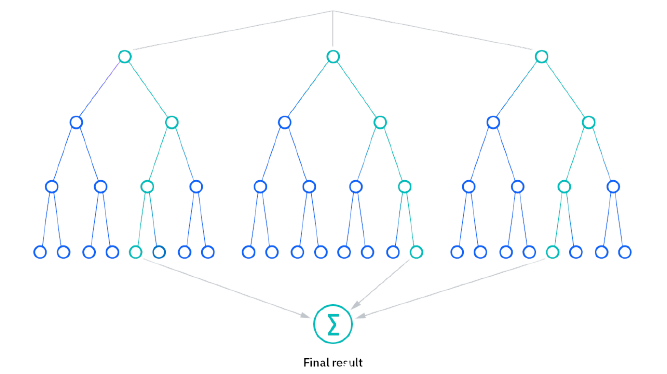 Σ
Final result